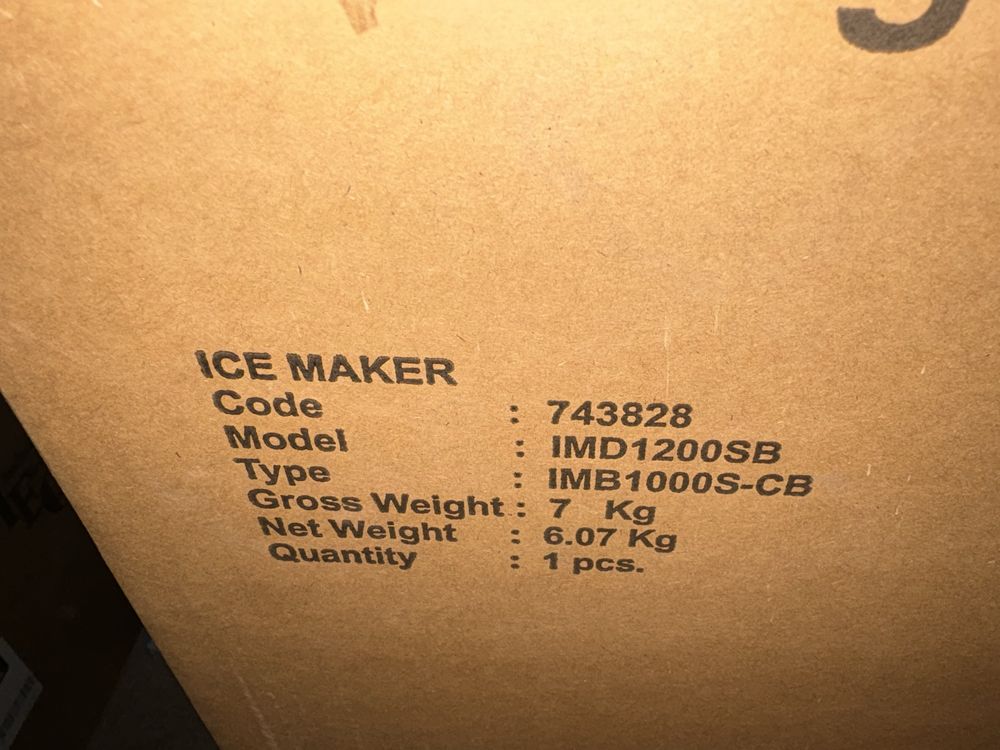 ICE MAKER
Code : 743828
Model : IMD1200SB
Type : IMB1000S-CB
Gross Weight : 7 Kg
Net Weight : 6.07 Kg
Quantity : 1 pcs.